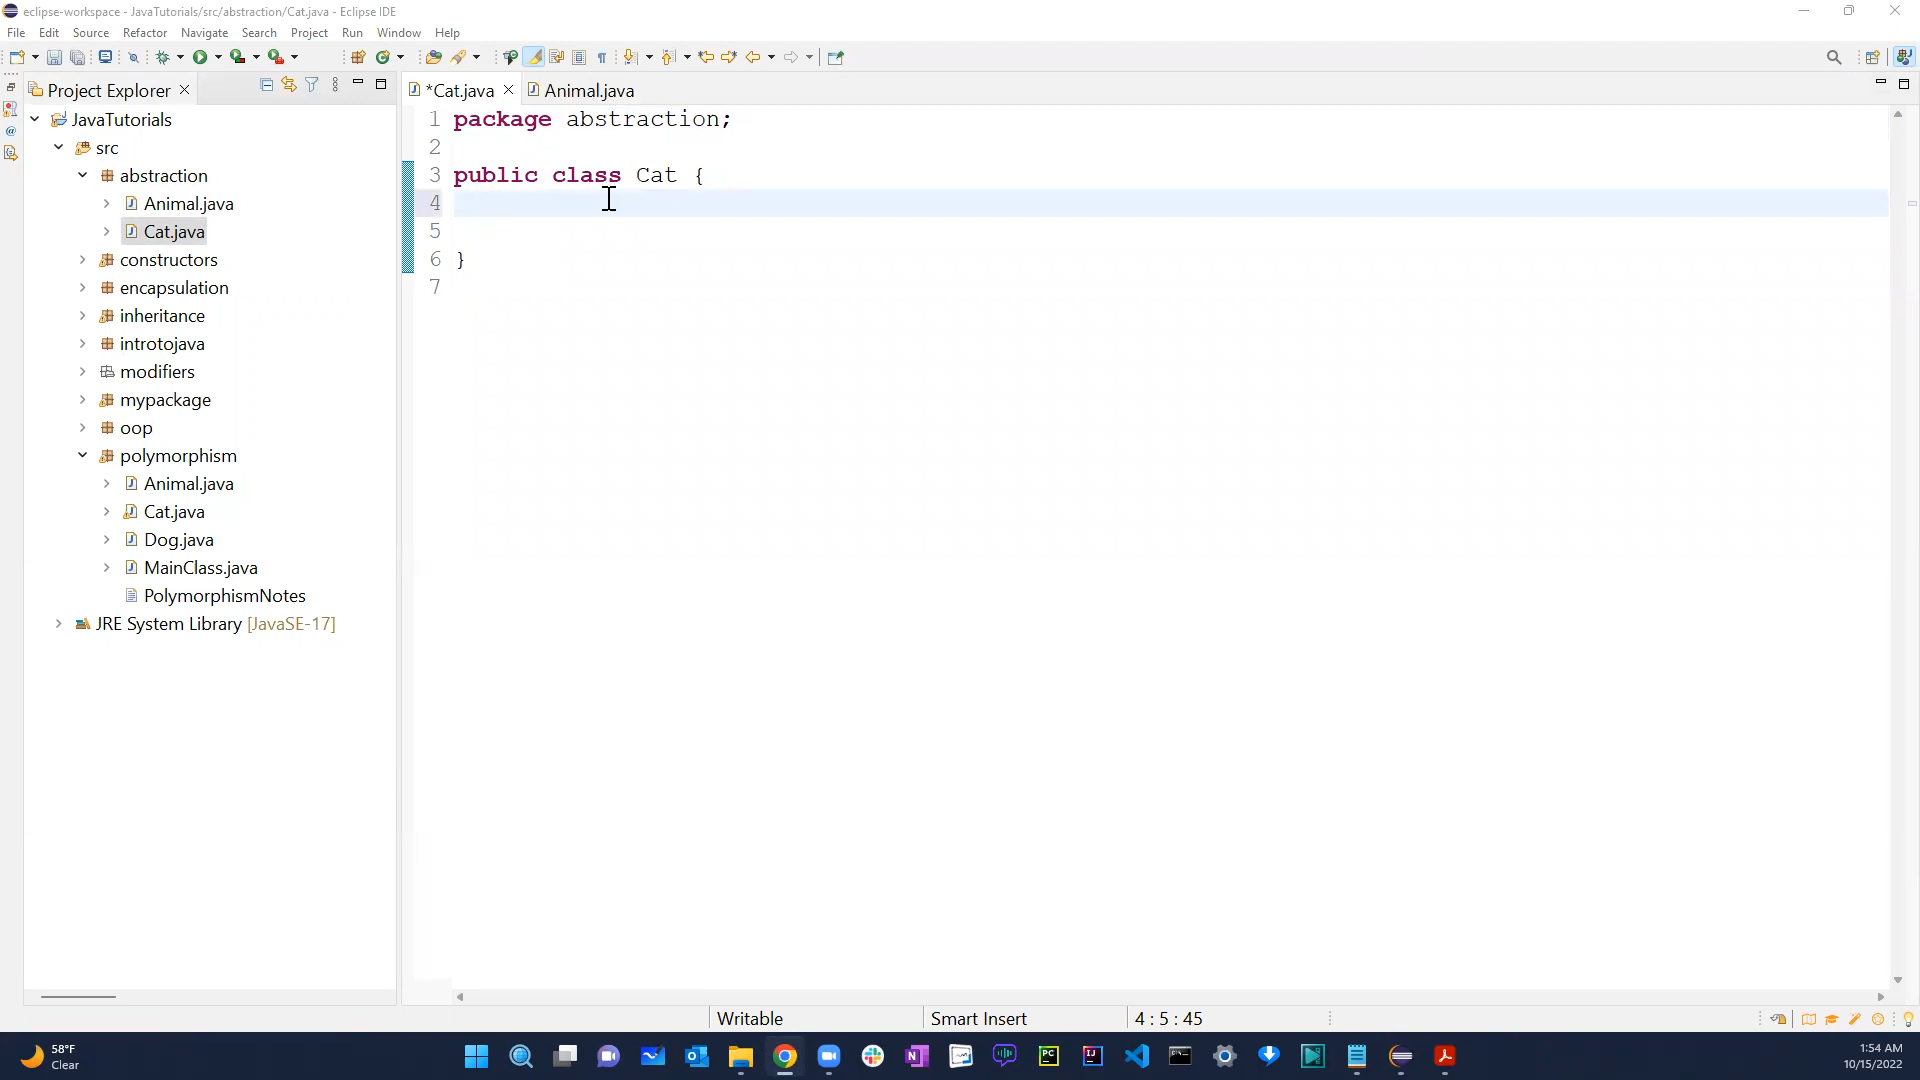 eclipse-workspace - JavaTutorials/src/abstraction/Cat.java - Eclipse IDE
File Edit Source Refactor Navigate Search Project Run Window Help
Project Explorer
*Cat.java
Animal.java
JavaTutorials
src
abstraction
Animal.java
Cat.java
constructors
encapsulation
inheritance
introtojava
modifiers
mypackage
oop
polymorphism
Animal.java
Cat.java
Dog.java
MainClass.java
PolymorphismNotes
JRE System Library [JavaSE-17]
1 package abstraction;
2
3 public class Cat {
4
5
6 }
7
Writable
Smart Insert
4 : 5 : 45
58°F
Clear
1:54 AM
10/15/2022